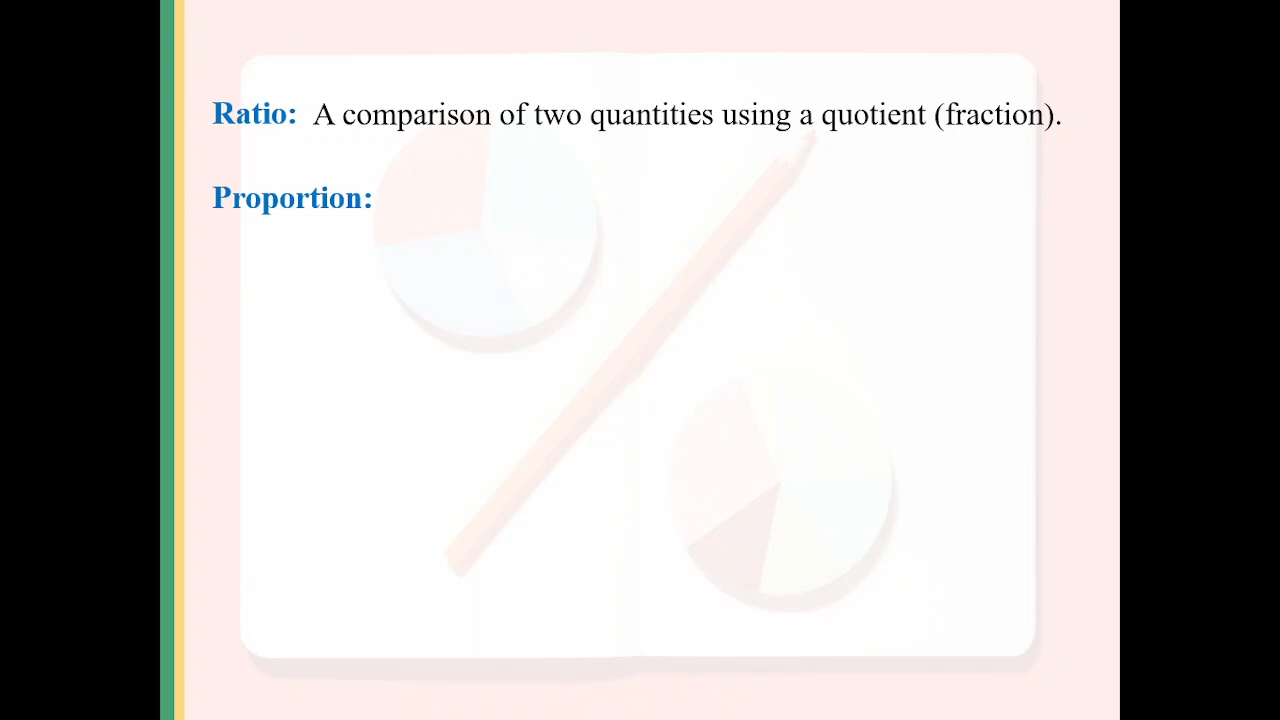 Ratio: A comparison of two quantities using a quotient (fraction).
Proportion: